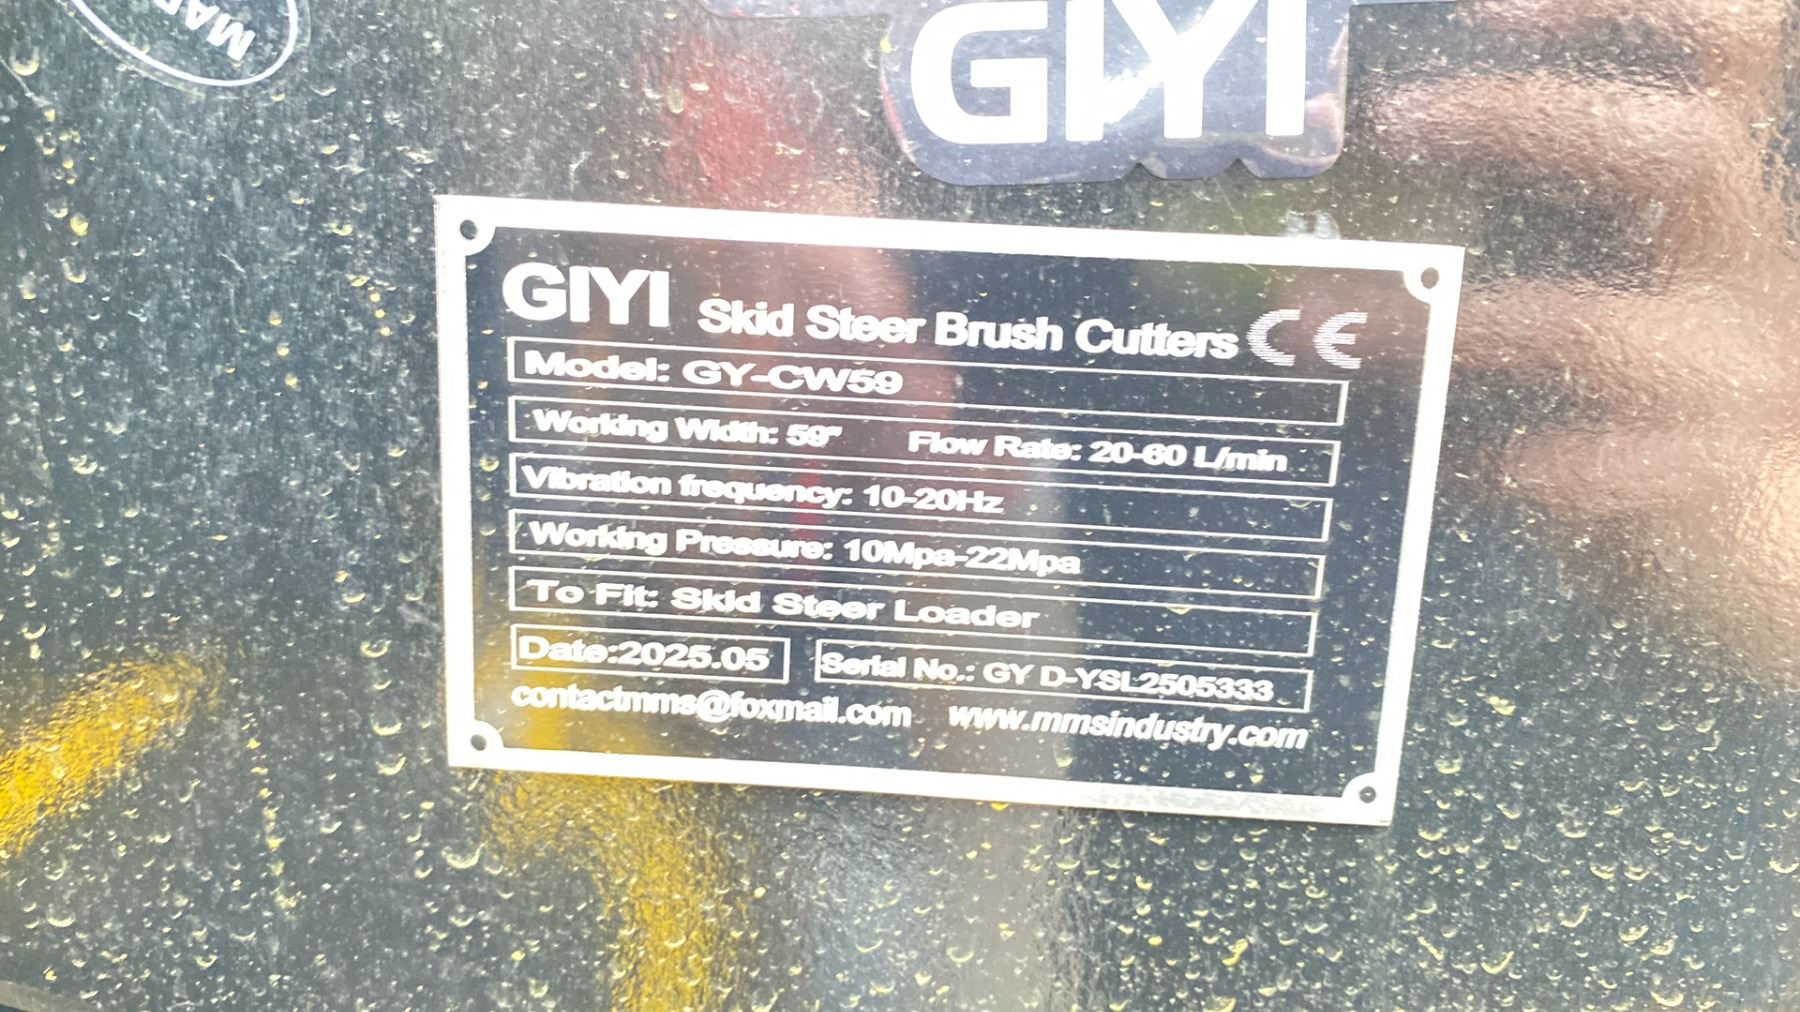 GIYI
GIYI Skid Steer Brush Cutters CE
Model: GY-CW59
Working Width: 59" Flow Rate: 20-60 L/min
Vibration frequency: 10-20Hz
Working Pressure: 10Mpa-22Mpa
To Fit: Skid Steer Loader
Date:2025.05 Serial No.: GY D-YSL2505333
contactmms@foxmail.com www.mmsindustry.com